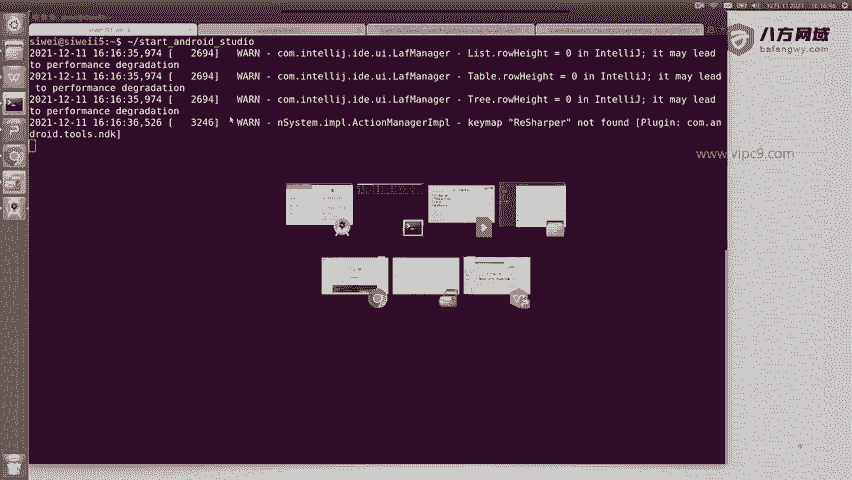 八方网域
bafangwy.com
siwei@siwei5:~$ ~/start_android_studio
2021-12-11 16:16:35,974 [   2694]   WARN - com.intellij.ide.ui.LafManager - List.rowHeight = 0 in IntelliJ; it may lead
to performance degradation
2021-12-11 16:16:35,974 [   2694]   WARN - com.intellij.ide.ui.LafManager - Table.rowHeight = 0 in IntelliJ; it may lead
to performance degradation
2021-12-11 16:16:35,974 [   2694]   WARN - com.intellij.ide.ui.LafManager - Tree.rowHeight = 0 in IntelliJ; it may lead
to performance degradation
2021-12-11 16:16:36,526 [   3246]   WARN - nSystem.impl.ActionManagerImpl - keymap "ReSharper" not found [Plugin: com.an
droid.tools.ndk]
www.vipc9.com